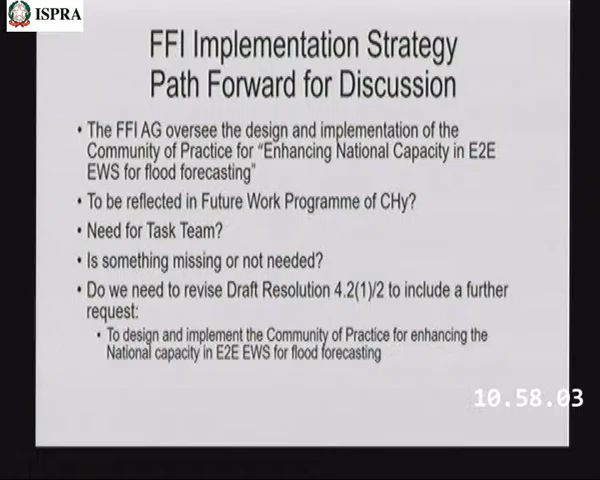 ISPRA
FFI Implementation Strategy
Path Forward for Discussion
• The FFI AG oversee the design and implementation of the
Community of Practice for “Enhancing National Capacity in E2E
EWS for flood forecasting”
• To be reflected in Future Work Programme of CHy?
• Need for Task Team?
• Is something missing or not needed?
• Do we need to revise Draft Resolution 4.2(1)/2 to include a further
request:
• To design and implement the Community of Practice for enhancing the
National capacity in E2E EWS for flood forecasting
10.58.03